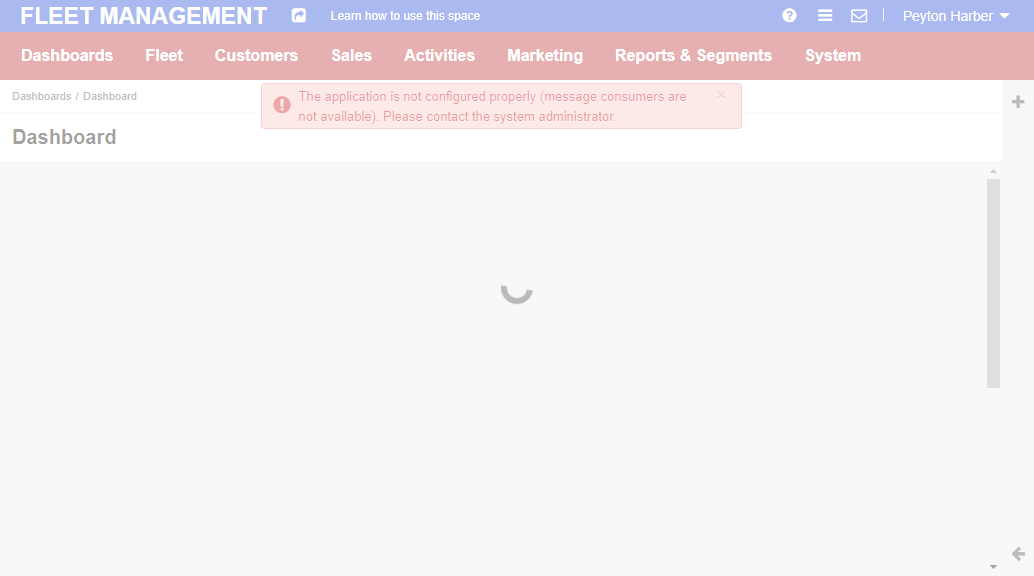 FLEET MANAGEMENT Learn how to use this space Peyton Harber
Dashboards Fleet Customers Sales Activities Marketing Reports & Segments System
Dashboards / Dashboard
The application is not configured properly (message consumers are
not available). Please contact the system administrator.
Dashboard